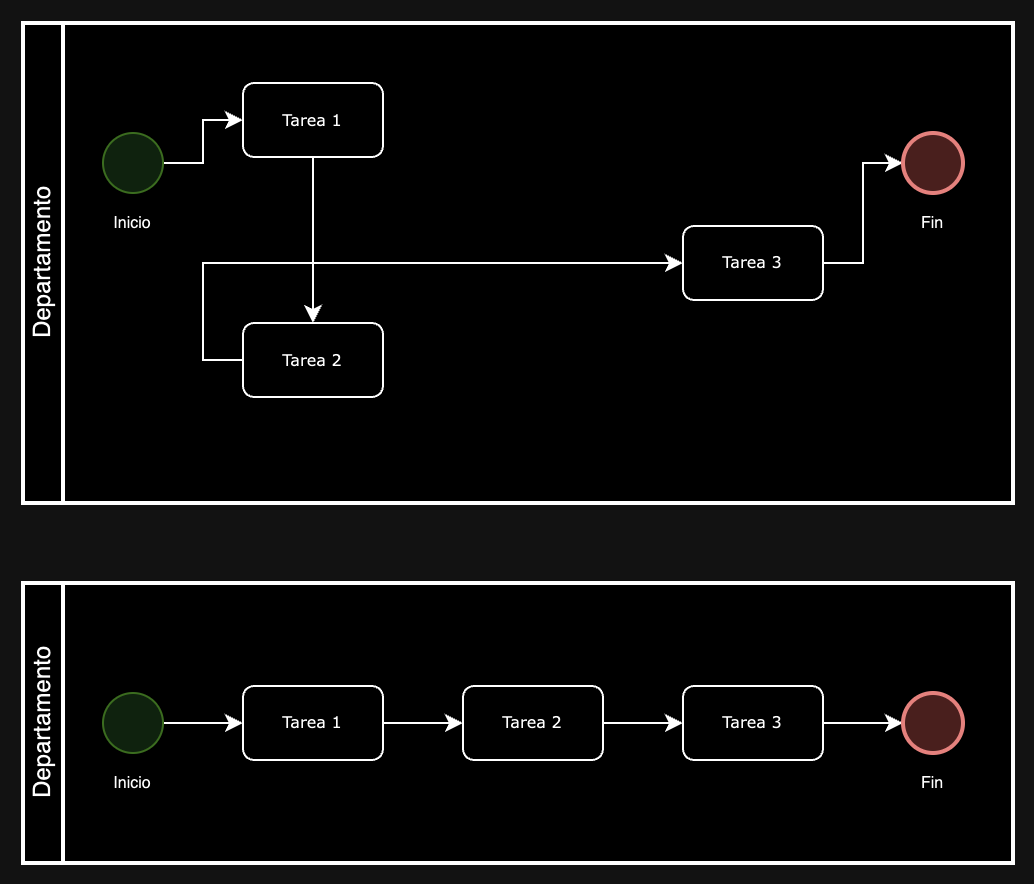 Departamento
Inicio
Tarea 1
Tarea 2
Tarea 3
Fin
Departamento
Inicio
Tarea 1
Tarea 2
Tarea 3
Fin